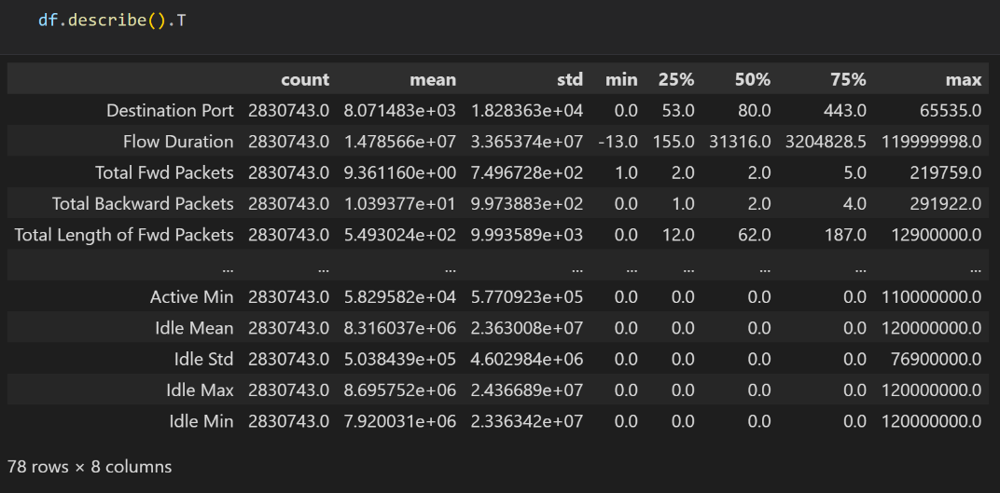 df.describe().T
count mean std min 25% 50% 75% max
Destination Port 2830743.0 8.071483e+03 1.828363e+04 0.0 53.0 80.0 443.0 65535.0
Flow Duration 2830743.0 1.478566e+07 3.365374e+07 -13.0 155.0 31316.0 3204828.5 119999998.0
Total Fwd Packets 2830743.0 9.361160e+00 7.496728e+02 1.0 2.0 2.0 5.0 219759.0
Total Backward Packets 2830743.0 1.039377e+01 9.973883e+02 0.0 1.0 2.0 4.0 291922.0
Total Length of Fwd Packets 2830743.0 5.493024e+02 9.993589e+03 0.0 12.0 62.0 187.0 12900000.0
... ... ... ... ... ... ... ... ...
Active Min 2830743.0 5.829582e+04 5.770923e+05 0.0 0.0 0.0 0.0 110000000.0
Idle Mean 2830743.0 8.316037e+06 2.363008e+07 0.0 0.0 0.0 0.0 120000000.0
Idle Std 2830743.0 5.038439e+05 4.602984e+06 0.0 0.0 0.0 0.0 76900000.0
Idle Max 2830743.0 8.695752e+06 2.436689e+07 0.0 0.0 0.0 0.0 120000000.0
Idle Min 2830743.0 7.920031e+06 2.336342e+07 0.0 0.0 0.0 0.0 120000000.0
78 rows × 8 columns